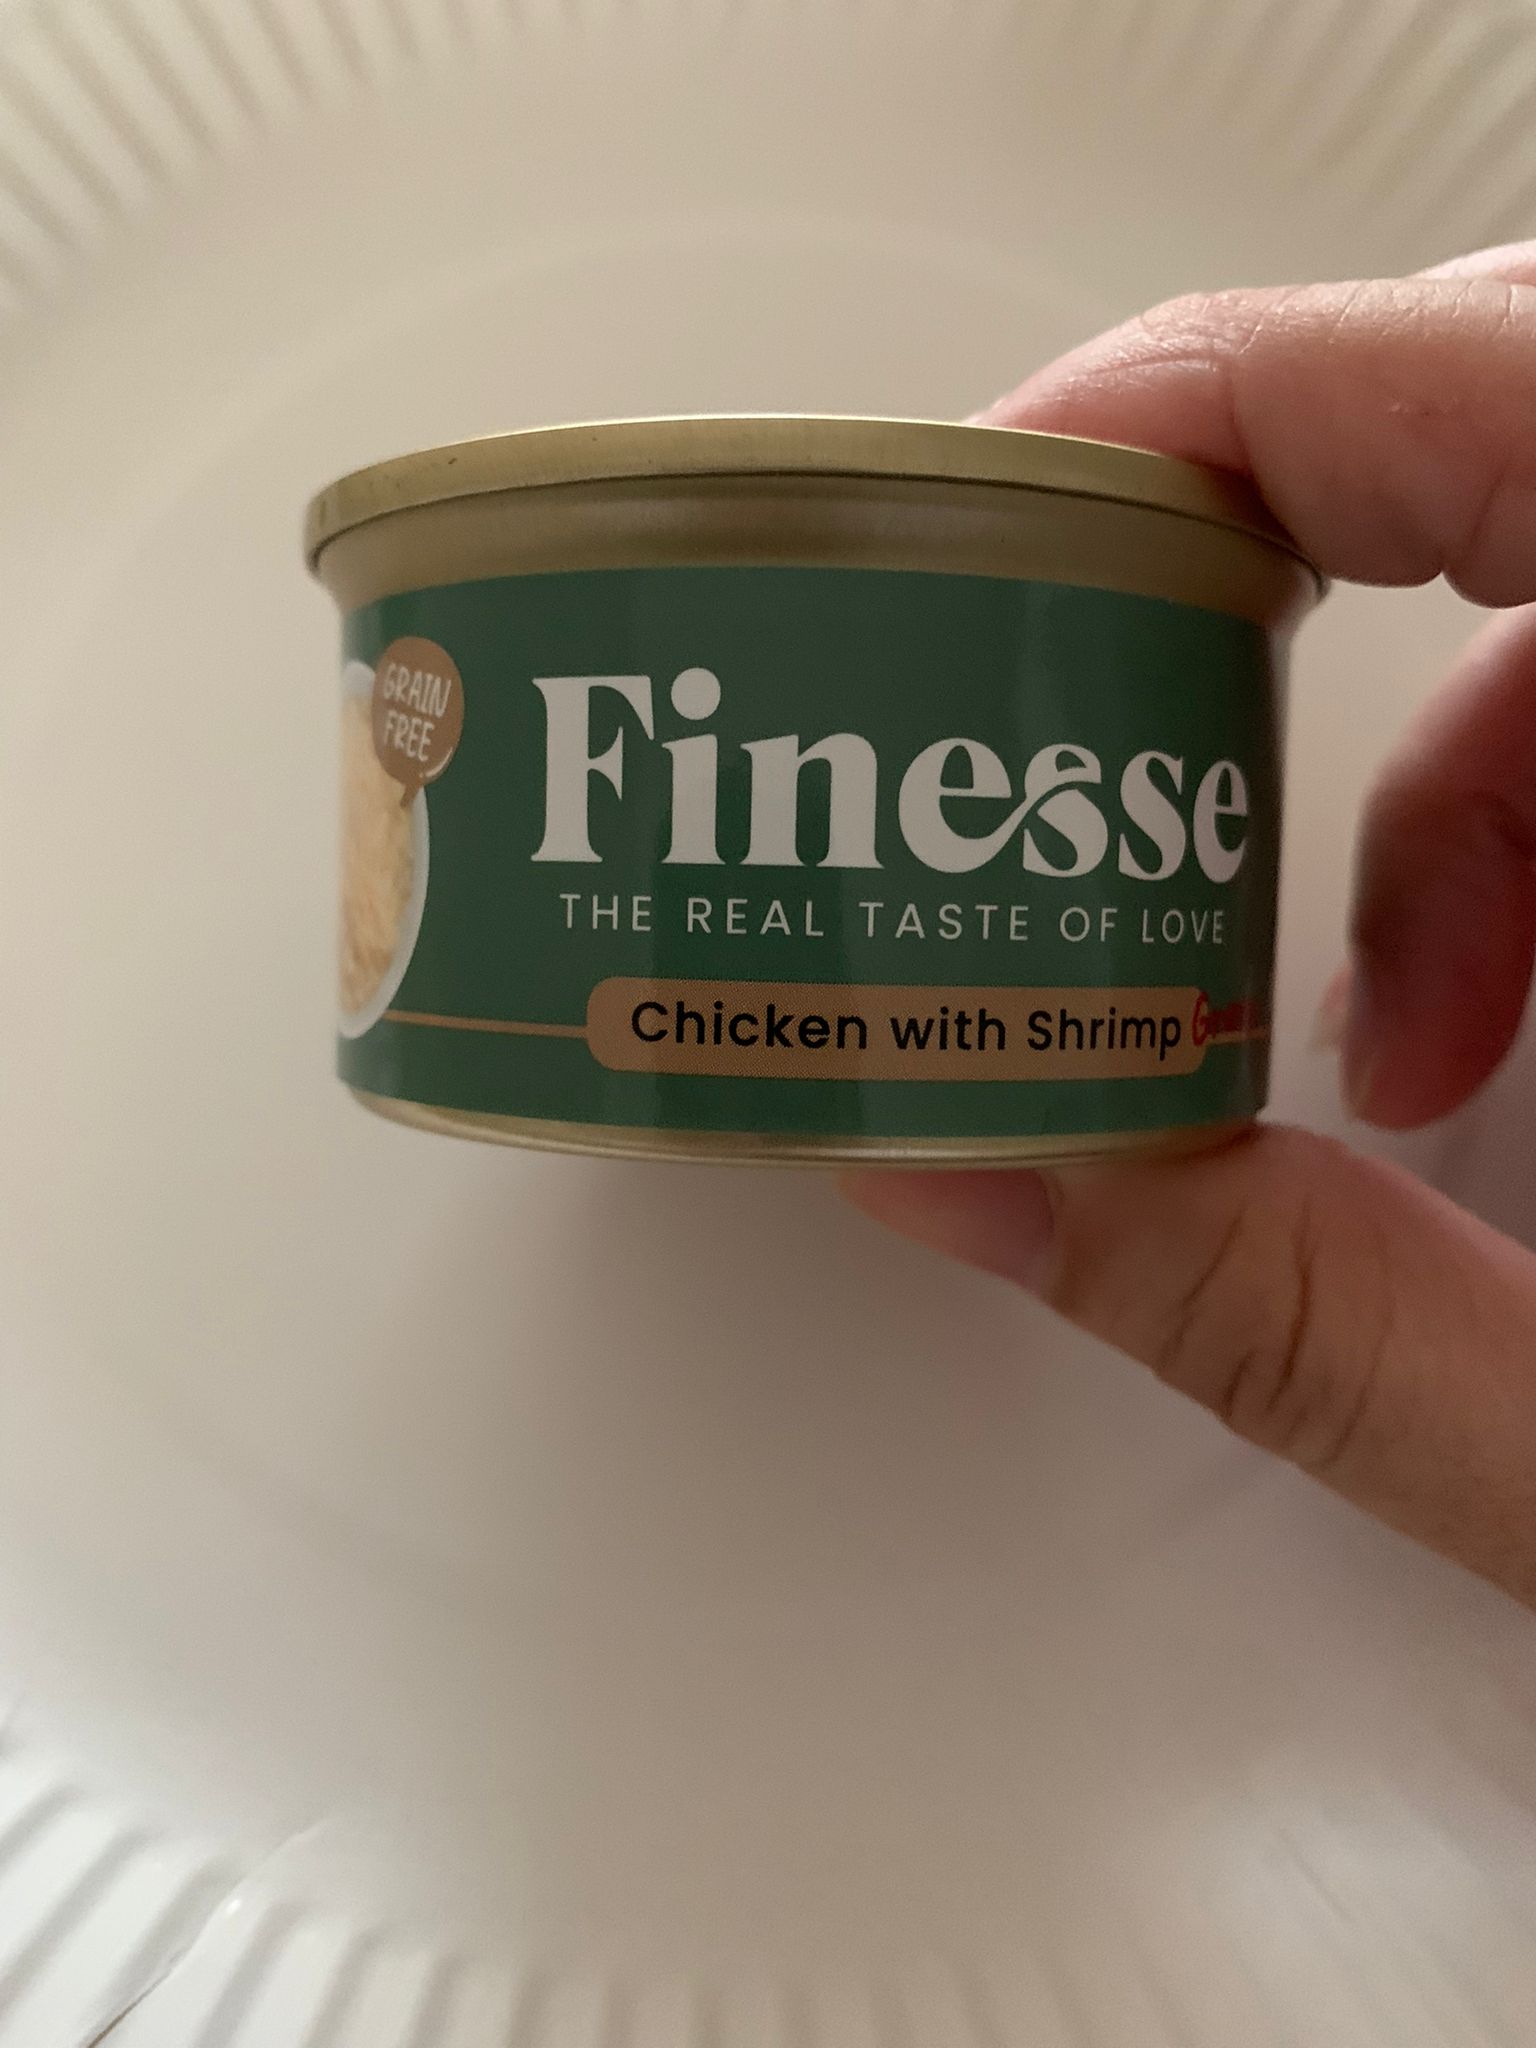 GRAIN
FREE
Finesse
THE REAL TASTE OF LOVE
Chicken with Shrimp